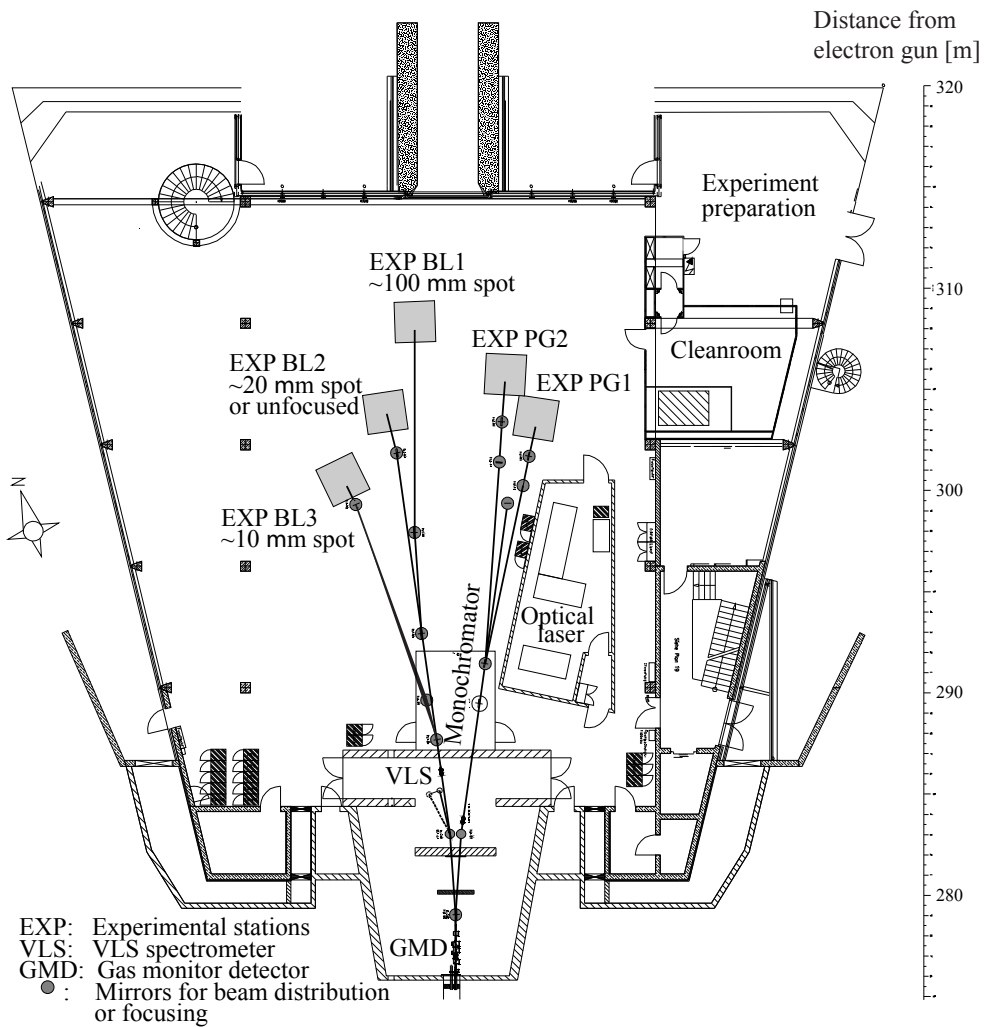 Distance from
electron gun [m]
320
Experiment
preparation
EXP BL1
~100 mm spot
310
EXP PG2
Cleanroom
EXP BL2
~20 mm spot
or unfocused
EXP PG1
N
300
EXP BL3
~10 mm spot
Optical
laser
Monochromator
290
VLS
280
GMD
EXP: Experimental stations
VLS: VLS spectrometer
GMD: Gas monitor detector
: Mirrors for beam distribution
or focusing